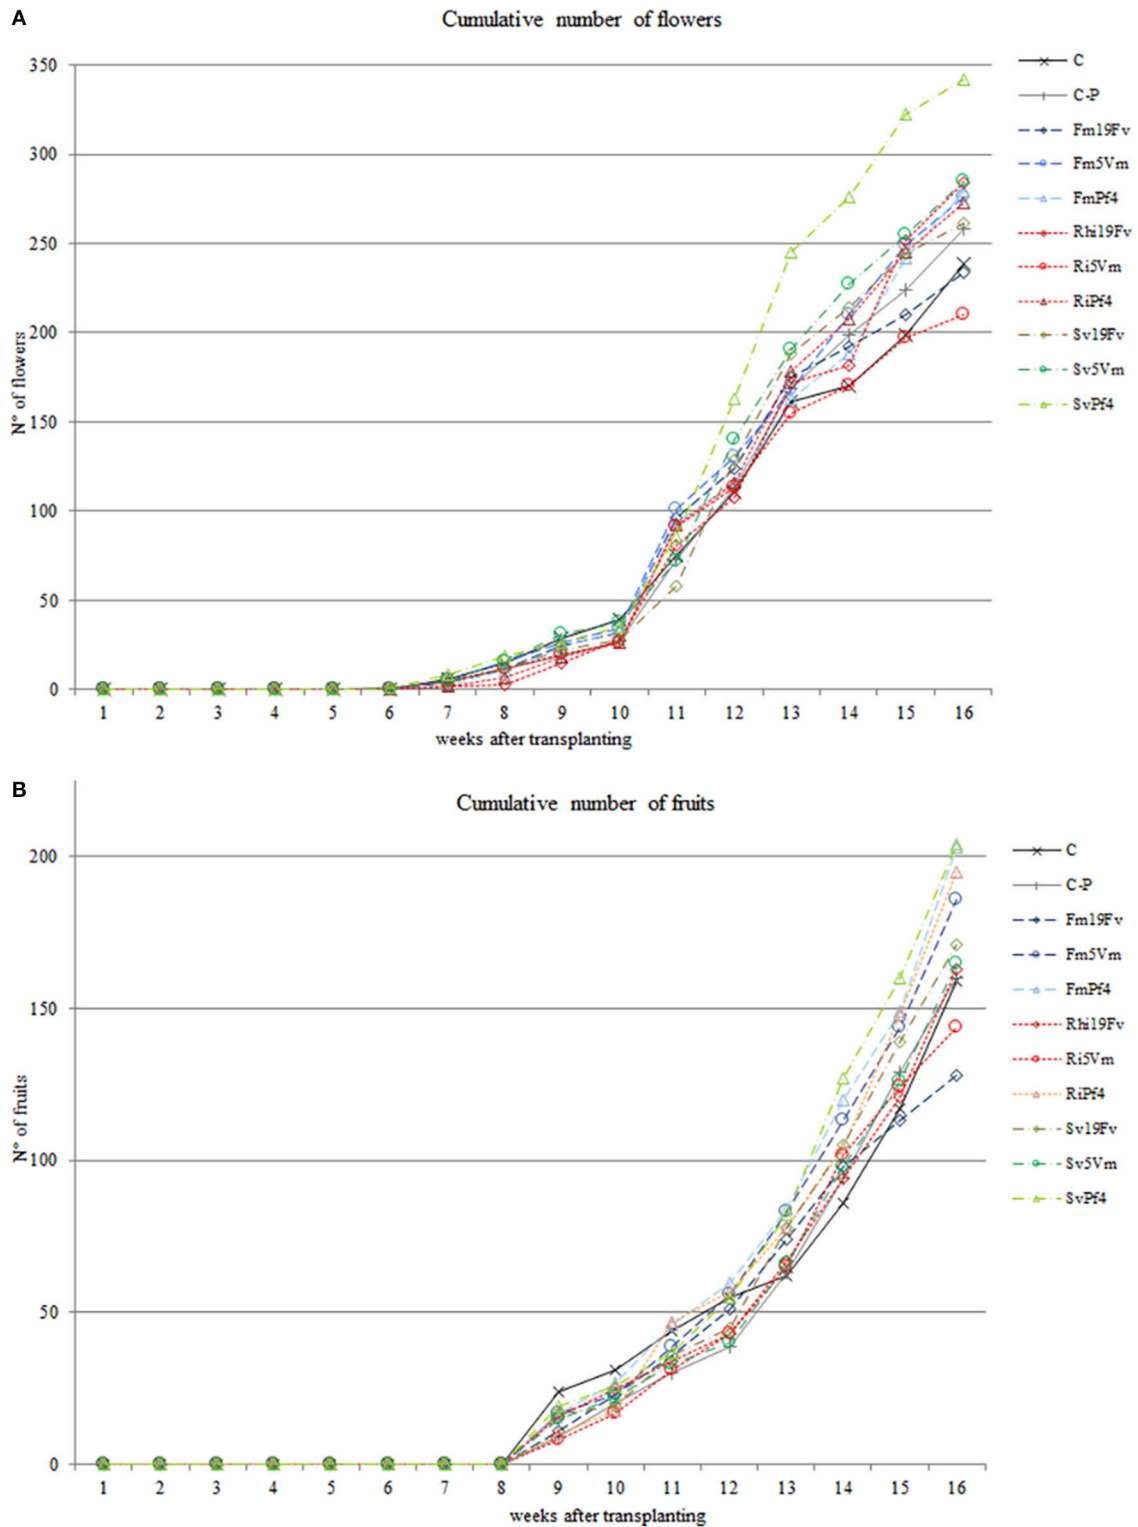 A
Cumulative number of flowers
350
300
250
200
150
100
50
0
N° of flowers
1 2 3 4 5 6 7 8 9 10 11 12 13 14 15 16
weeks after transplanting
C
C-P
Fm19Fv
Fm5Vm
FmPf4
Rhi19Fv
Ri5Vm
RiPf4
Sv19Fv
Sv5Vm
SvPf4
B
Cumulative number of fruits
200
150
100
50
0
N° of fruits
1 2 3 4 5 6 7 8 9 10 11 12 13 14 15 16
weeks after transplanting
C
C-P
Fm19Fv
Fm5Vm
FmPf4
Rhi19Fv
Ri5Vm
RiPf4
Sv19Fv
Sv5Vm
SvPf4